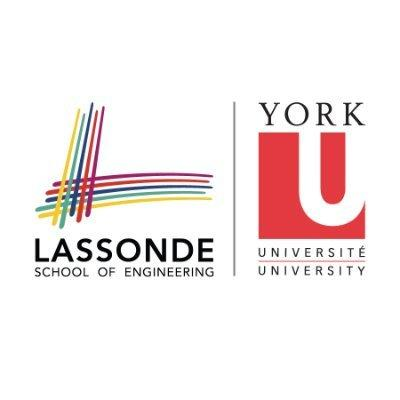 LASSONDE
SCHOOL OF ENGINEERING
YORK
U
UNIVERSITÉ
UNIVERSITY